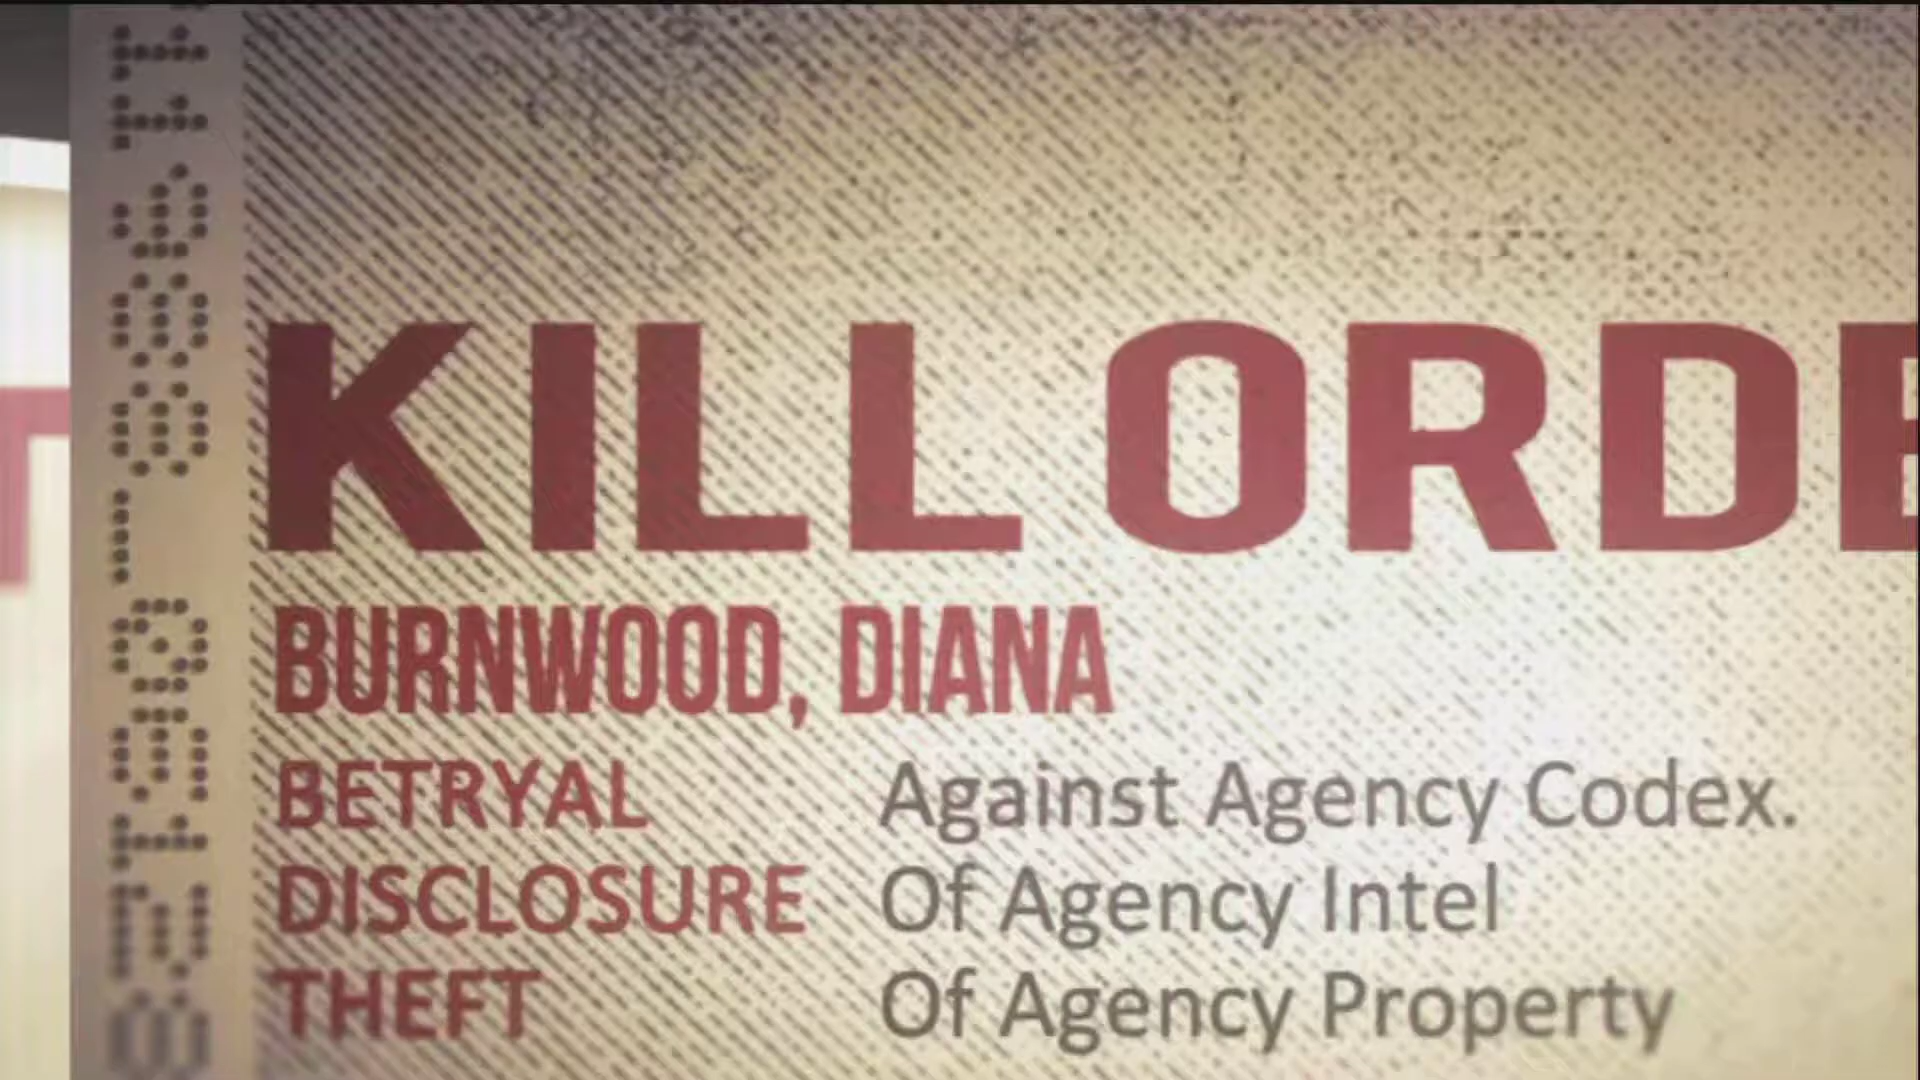 KILL ORDE
BURNWOOD, DIANA
BETRYAL Against Agency Codex.
DISCLOSURE Of Agency Intel
THEFT Of Agency Property